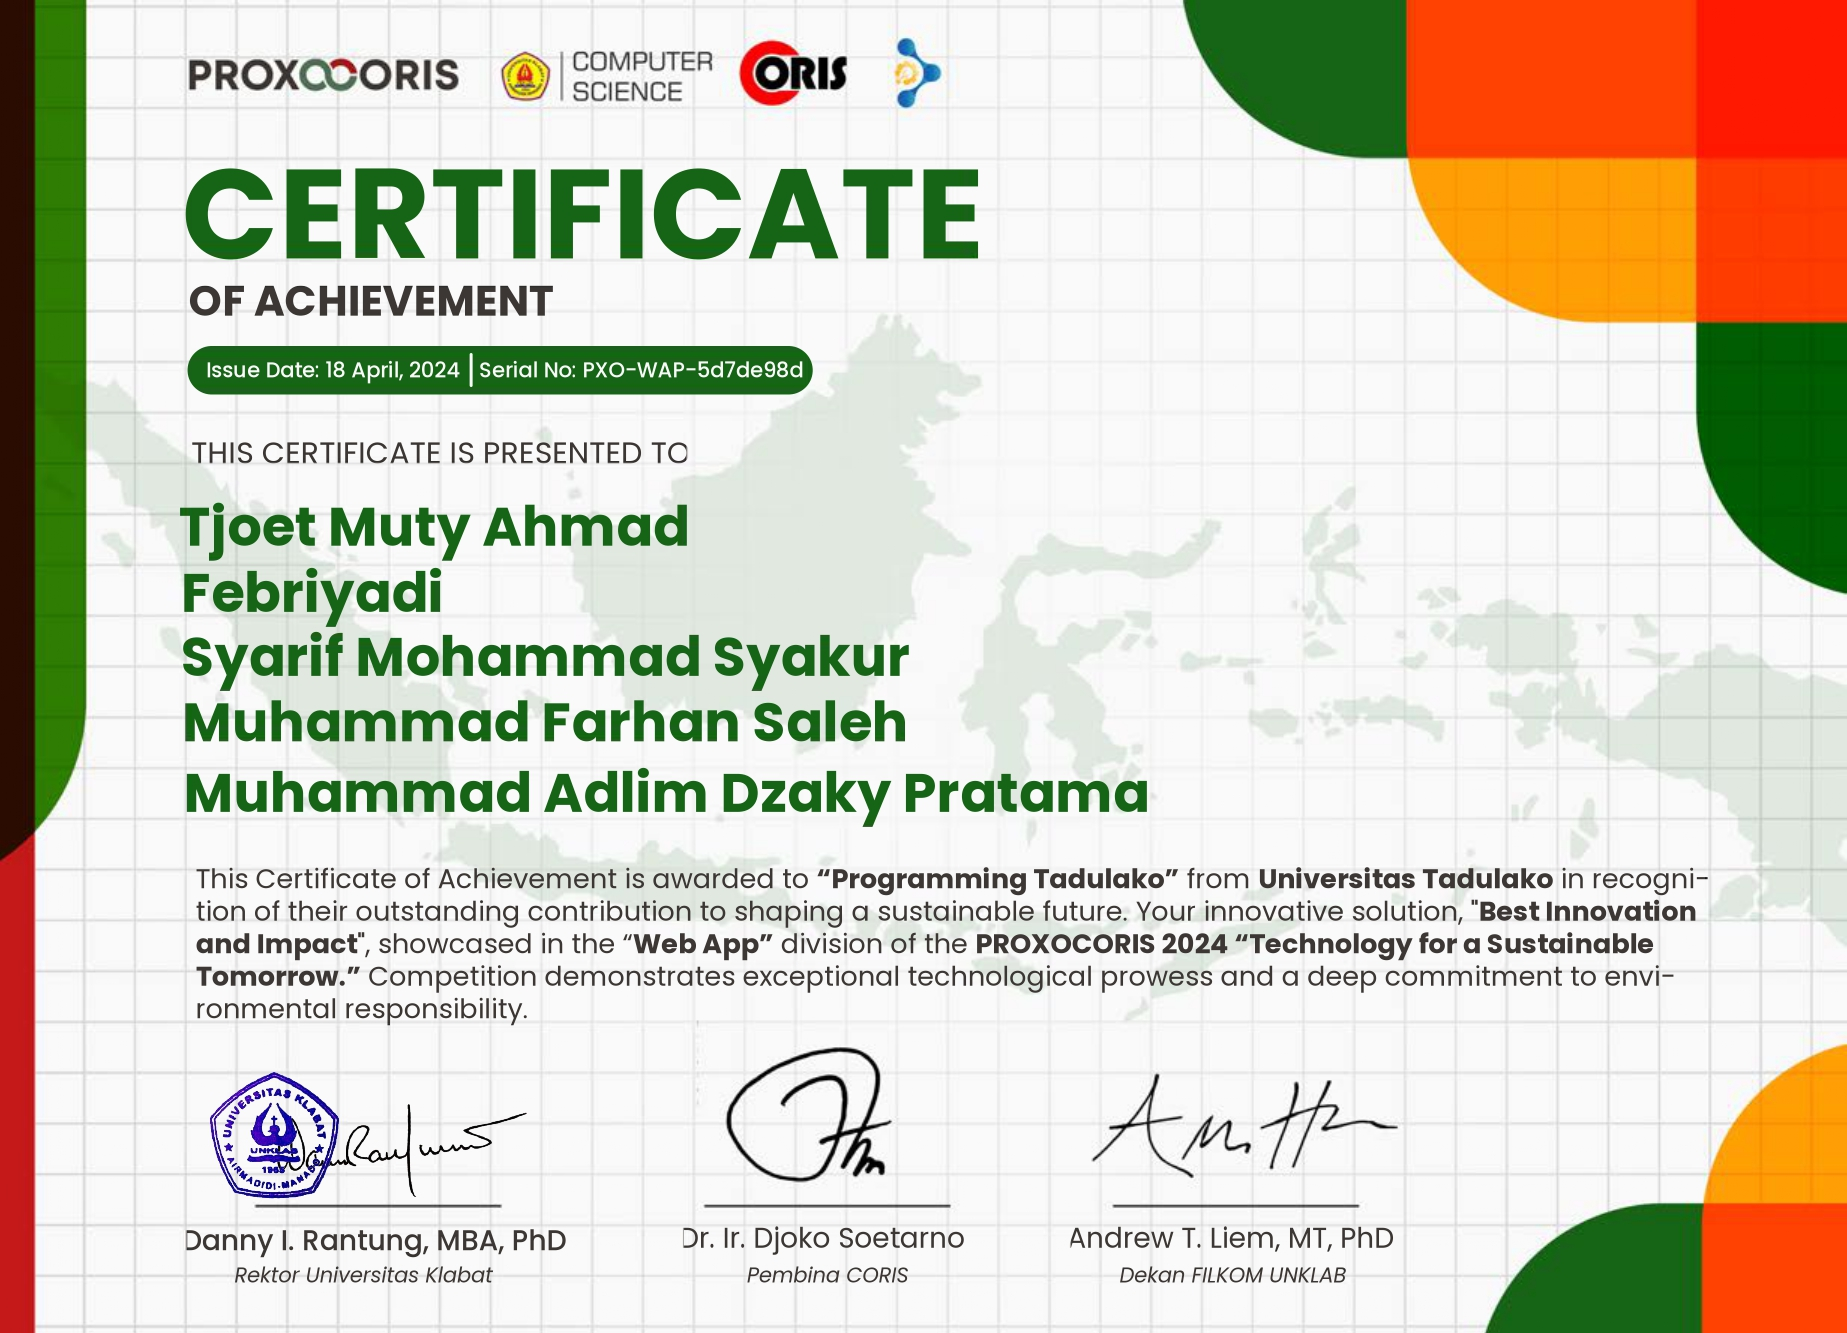 PROXOCORIS
COMPUTER
SCIENCE
CORIS
CERTIFICATE
OF ACHIEVEMENT
Issue Date: 18 April, 2024 | Serial No: PXO-WAP-5d7de98d
THIS CERTIFICATE IS PRESENTED TO
Tjoet Muty Ahmad
Febriyadi
Syarif Mohammad Syakur
Muhammad Farhan Saleh
Muhammad Adlim Dzaky Pratama
This Certificate of Achievement is awarded to “Programming Tadulako” from Universitas Tadulako in recogni-
tion of their outstanding contribution to shaping a sustainable future. Your innovative solution, "Best Innovation
and Impact", showcased in the “Web App” division of the PROXOCORIS 2024 “Technology for a Sustainable
Tomorrow.” Competition demonstrates exceptional technological prowess and a deep commitment to envi-
ronmental responsibility.
UNIVERSITAS KLABAT
UNKLAB
1965
AIRMADIDI-MANADO
Danny I. Rantung, MBA, PhD
Rektor Universitas Klabat
Dr. Ir. Djoko Soetarno
Pembina CORIS
Andrew T. Liem, MT, PhD
Dekan FILKOM UNKLAB